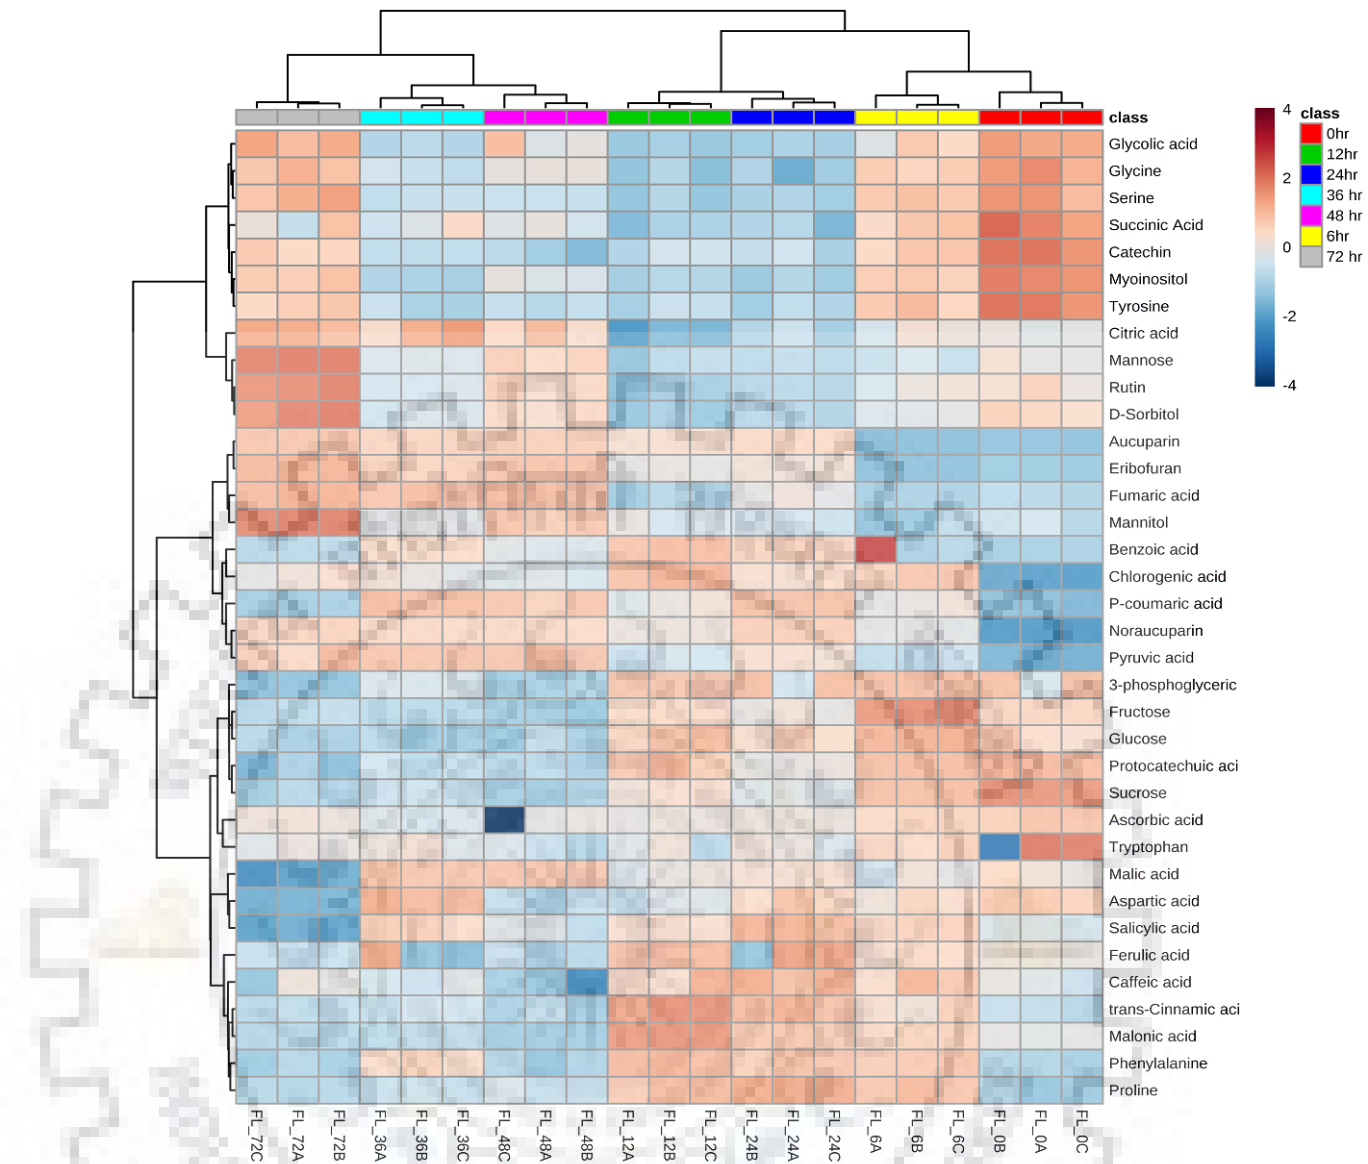 4
2
0
-2
-4
class
0hr
12hr
24hr
36 hr
48 hr
6hr
72 hr
class
Glycolic acid
Glycine
Serine
Succinic Acid
Catechin
Myoinositol
Tyrosine
Citric acid
Mannose
Rutin
D-Sorbitol
Aucuparin
Eribofuran
Fumaric acid
Mannitol
Benzoic acid
Chlorogenic acid
P-coumaric acid
Noraucuparin
Pyruvic acid
3-phosphoglyceric
Fructose
Glucose
Protocatechuic aci
Sucrose
Ascorbic acid
Tryptophan
Malic acid
Aspartic acid
Salicylic acid
Ferulic acid
Caffeic acid
trans-Cinnamic aci
Malonic acid
Phenylalanine
Proline
FL_72C
FL_72A
FL_72B
FL_36A
FL_36B
FL_36C
FL_48C
FL_48A
FL_48B
FL_12A
FL_12B
FL_12C
FL_24B
FL_24A
FL_24C
FL_6A
FL_6B
FL_6C
FL_0B
FL_0A
FL_0C